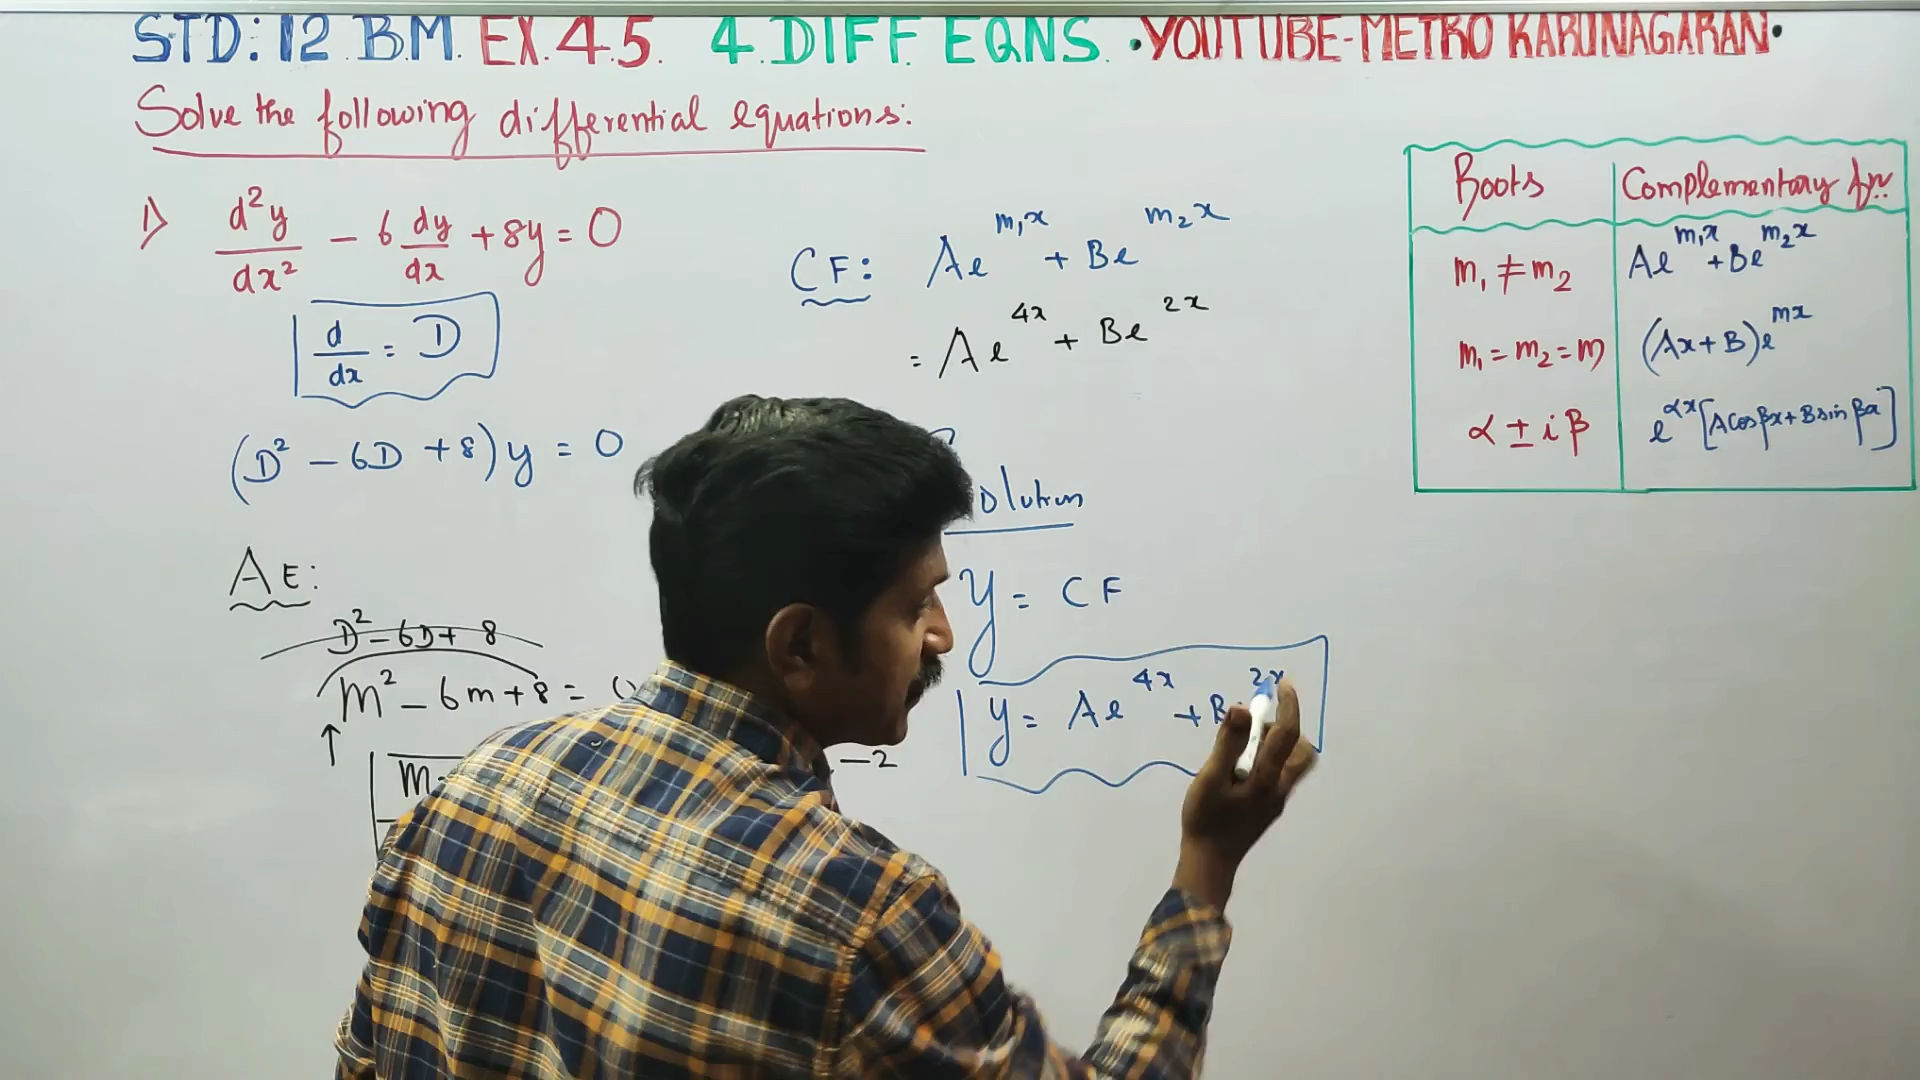 STD: 12 B.M. EX. 4.5. 4. DIFF. EQNS. •YOUTUBE-METRO KARUNAGARAN•
Solve the following differential equations:
1) d²y/dx² - 6 dy/dx + 8y = 0
d/dx = D
(D² - 6D + 8) y = 0
AE:
D² - 6D + 8
m² - 6m + 8 = 0
m
-2
CF: Ae^{m₁x} + Be^{m₂x}
= Ae^{4x} + Be^{2x}
olution
y = CF
y = Ae^{4x} + B^{2x}
Roots Complementary fn.
m₁ ≠ m₂ Ae^{m₁x} + Be^{m₂x}
m₁ = m₂ = m (Ax + B)e^{mx}
α ± iβ e^{αx}[A cos βx + B sin βx]